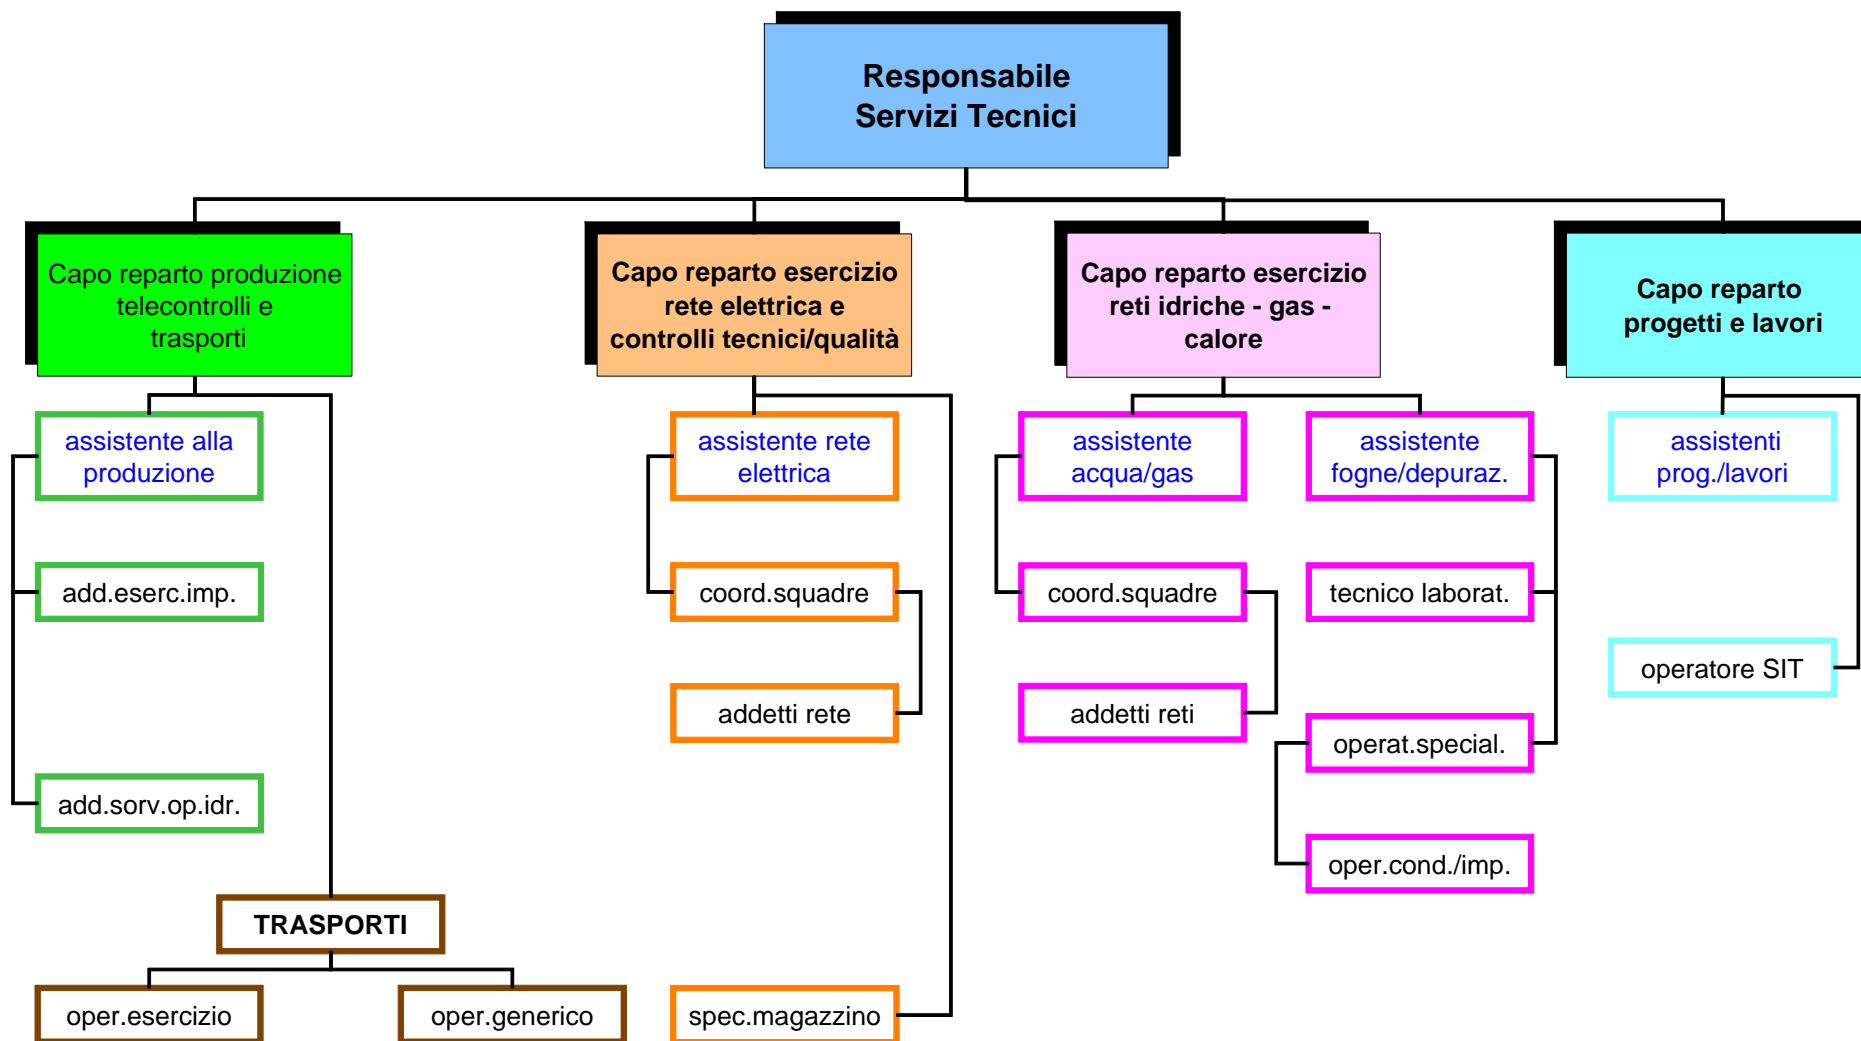 Responsabile
Servizi Tecnici
Capo reparto produzione
telecontrolli e
trasporti
Capo reparto esercizio
rete elettrica e
controlli tecnici/qualità
Capo reparto esercizio
reti idriche - gas -
calore
Capo reparto
progetti e lavori
assistente alla
produzione
assistente rete
elettrica
assistente
acqua/gas
assistente
fogne/depuraz.
assistenti
prog./lavori
add.eserc.imp.
coord.squadre
coord.squadre
tecnico laborat.
operatore SIT
addetti rete
addetti reti
operat.special.
add.sorv.op.idr.
oper.cond./imp.
TRASPORTI
oper.esercizio
oper.generico
spec.magazzino